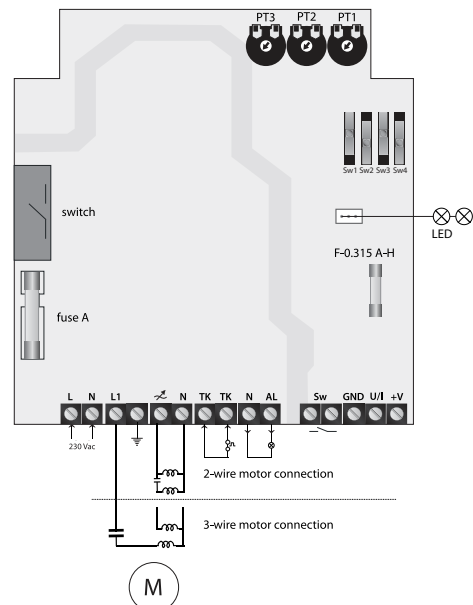 PT3 PT2 PT1
Sw1 Sw2 Sw3 Sw4
switch
LED
F-0.315 A-H
fuse A
L N L1 N TK TK N AL Sw GND U/I +V
230 Vac
2-wire motor connection
3-wire motor connection
M